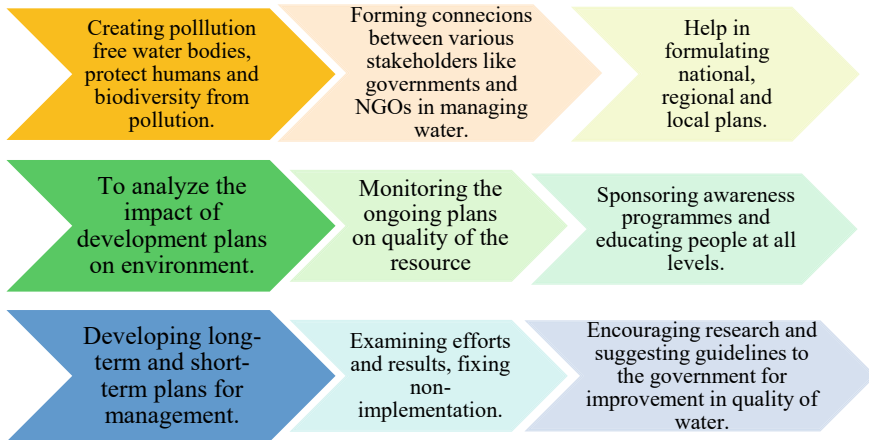 Creating polllution
free water bodies,
protect humans and
biodiversity from
pollution.
Forming connecions
between various
stakeholders like
governments and
NGOs in managing
water.
Help in
formulating
national,
regional and
local plans.
To analyze the
impact of
development plans
on environment.
Monitoring the
ongoing plans
on quality of the
resource
Sponsoring awareness
programmes and
educating people at all
levels.
Developing long-
term and short-
term plans for
management.
Examining efforts
and results, fixing
non-
implementation.
Encouraging research and
suggesting guidelines to
the government for
improvement in quality of
water.